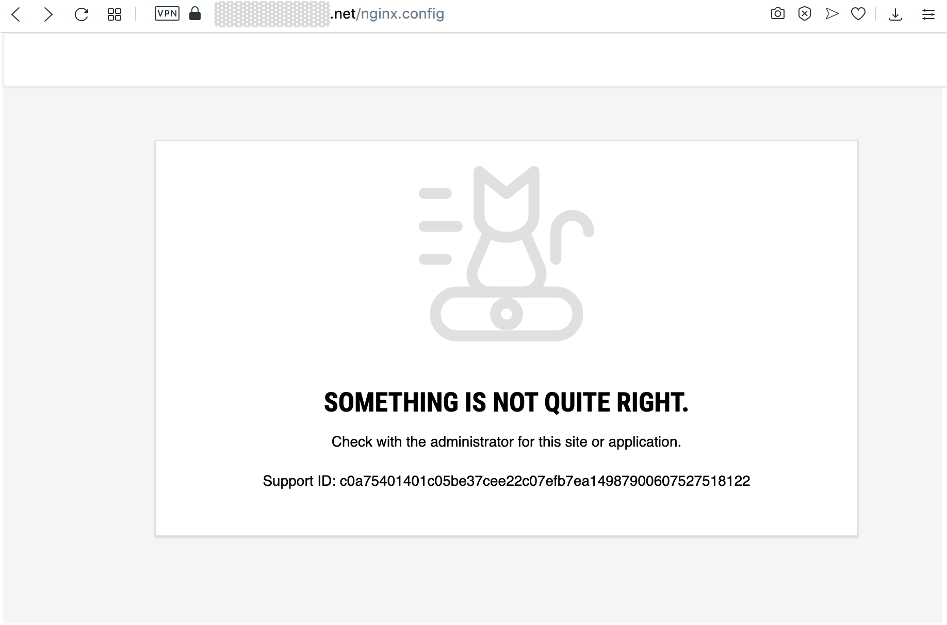 VPN
.net/nginx.config
SOMETHING IS NOT QUITE RIGHT.
Check with the administrator for this site or application.
Support ID: c0a75401401c05be37cee22c07efb7ea14987900607527518122